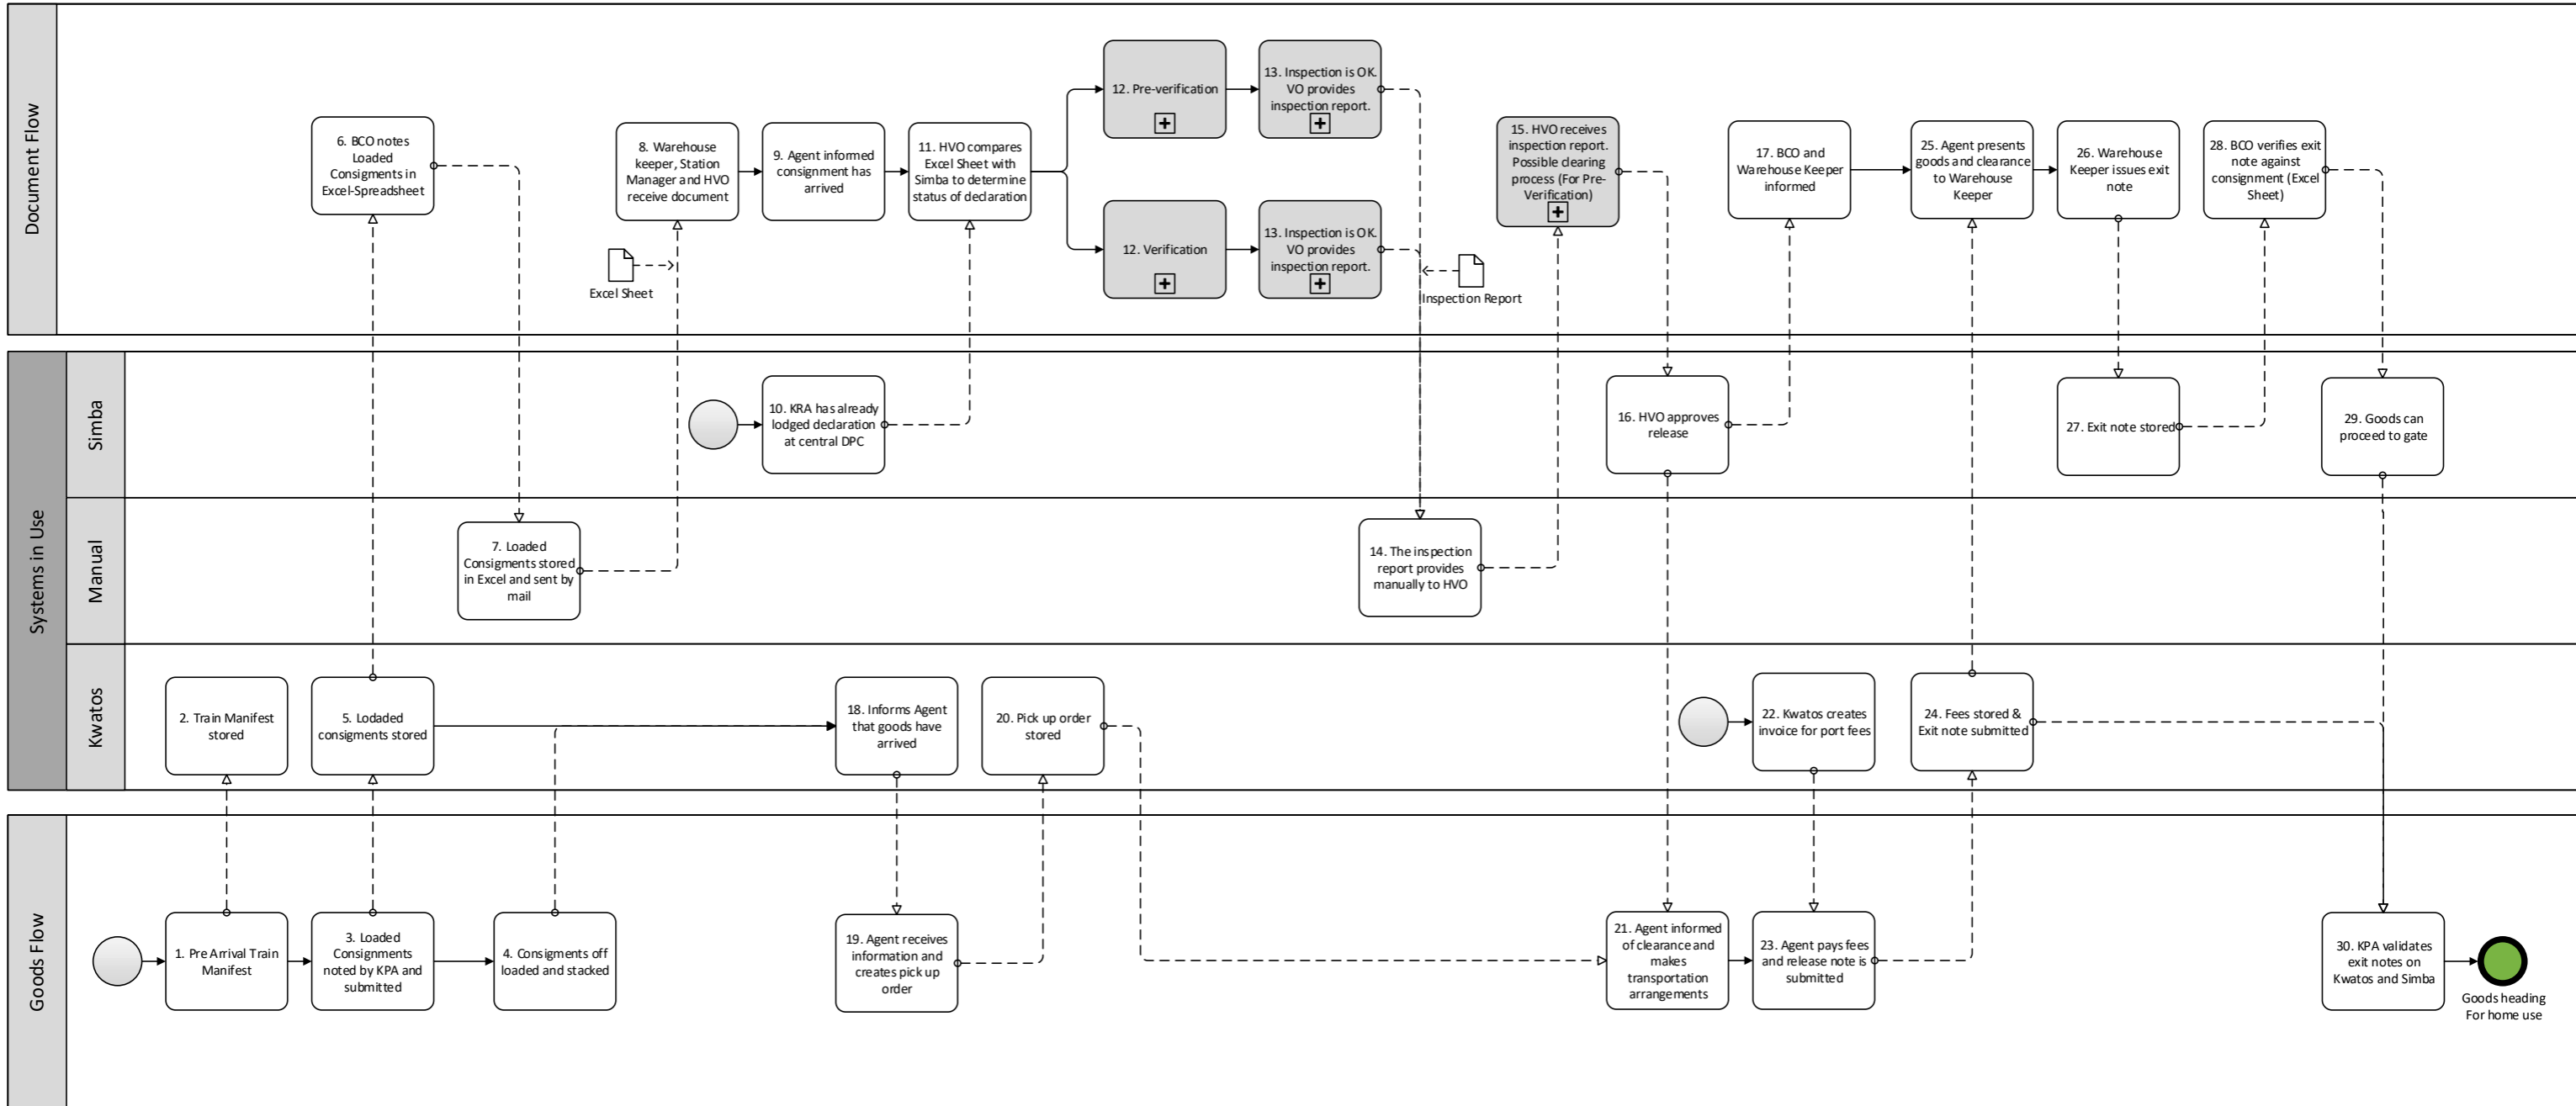 Document Flow
6. BCO notes
Loaded
Consigments in
Excel-Spreadsheet
8. Warehouse
keeper, Station
Manager and HVO
receive document
9. Agent informed
consignment has
arrived
11. HVO compares
Excel Sheet with
Simba to determine
status of declaration
12. Pre-verification
13. Inspection is OK.
VO provides
inspection report.
12. Verification
13. Inspection is OK.
VO provides
inspection report.
15. HVO receives
inspection report.
Possible clearing
process (For Pre-
Verification)
17. BCO and
Warehouse Keeper
informed
25. Agent presents
goods and clearance
to Warehouse
Keeper
26. Warehouse
Keeper issues exit
note
28. BCO verifies exit
note against
consignment (Excel
Sheet)
Excel Sheet
Inspection Report
Systems in Use
Simba
10. KRA has already
lodged declaration
at central DPC
16. HVO approves
release
27. Exit note stored
29. Goods can
proceed to gate
Manual
7. Loaded
Consigments stored
in Excel and sent by
mail
14. The inspection
report provides
manually to HVO
Kwatos
2. Train Manifest
stored
5. Lodaded
consigments stored
18. Informs Agent
that goods have
arrived
20. Pick up order
stored
22. Kwatos creates
invoice for port fees
24. Fees stored &
Exit note submitted
Goods Flow
1. Pre Arrival Train
Manifest
3. Loaded
Consignments
noted by KPA and
submitted
4. Consigments off
loaded and stacked
19. Agent receives
information and
creates pick up
order
21. Agent informed
of clearance and
makes
transportation
arrangements
23. Agent pays fees
and release note is
submitted
30. KPA validates
exit notes on
Kwatos and Simba
Goods heading
For home use